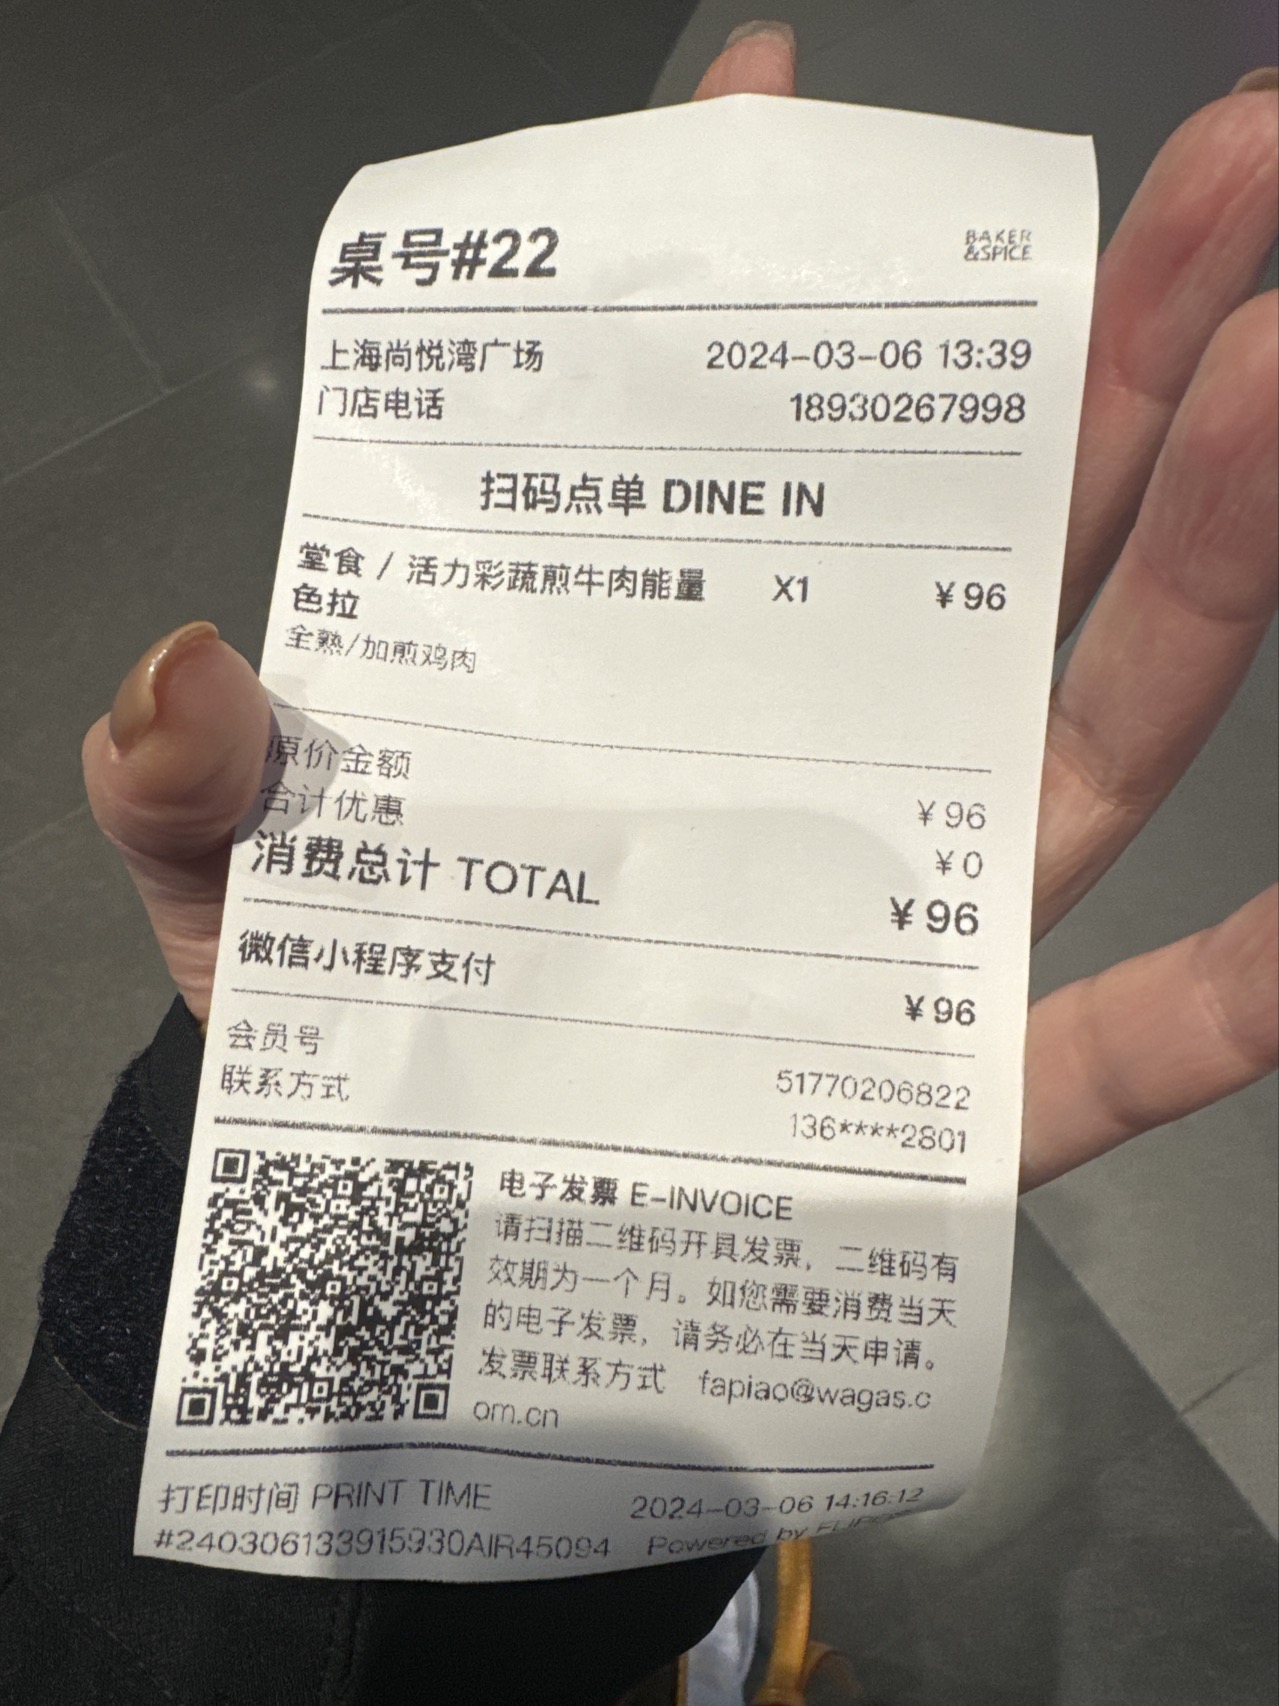 桌号#22
BAKER
&SPICE
上海尚悦湾广场 2024-03-06 13:39
门店电话 18930267998
扫码点单 DINE IN
堂食 / 活力彩蔬煎牛肉能量 X1 ¥96
色拉
全熟/加煎鸡肉
原价金额 ¥96
合计优惠 ¥0
消费总计 TOTAL ¥96
微信小程序支付 ¥96
会员号 51770206822
联系方式 136****2801
电子发票 E-INVOICE
请扫描二维码开具发票，二维码有
效期为一个月。如您需要消费当天
的电子发票，请务必在当天申请。
发票联系方式 fapiao@wagas.c
om.cn
打印时间 PRINT TIME 2024-03-06 14:16:12
#240306133915930AIR45094 Powered by